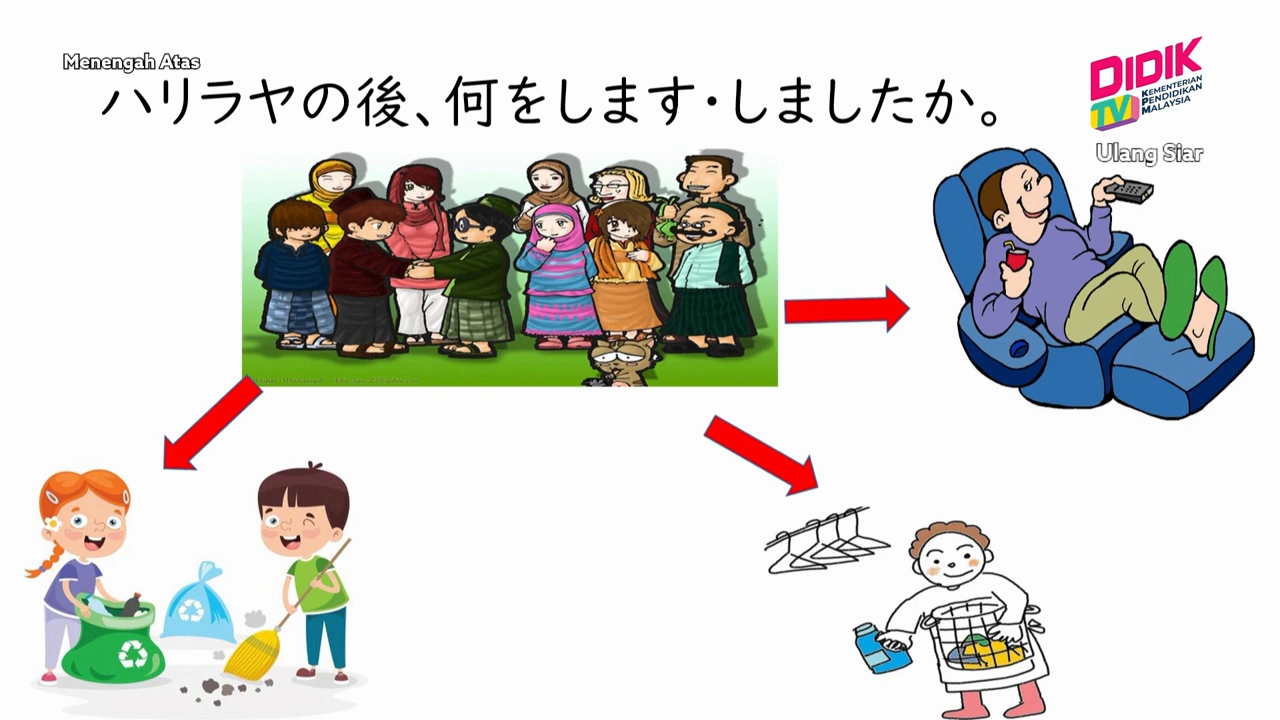 Menengah Atas
ハリラヤの後、何をします・しましたか。
DIDIK
TV
KEMENTERIAN
PENDIDIKAN
MALAYSIA
Ulang Siar